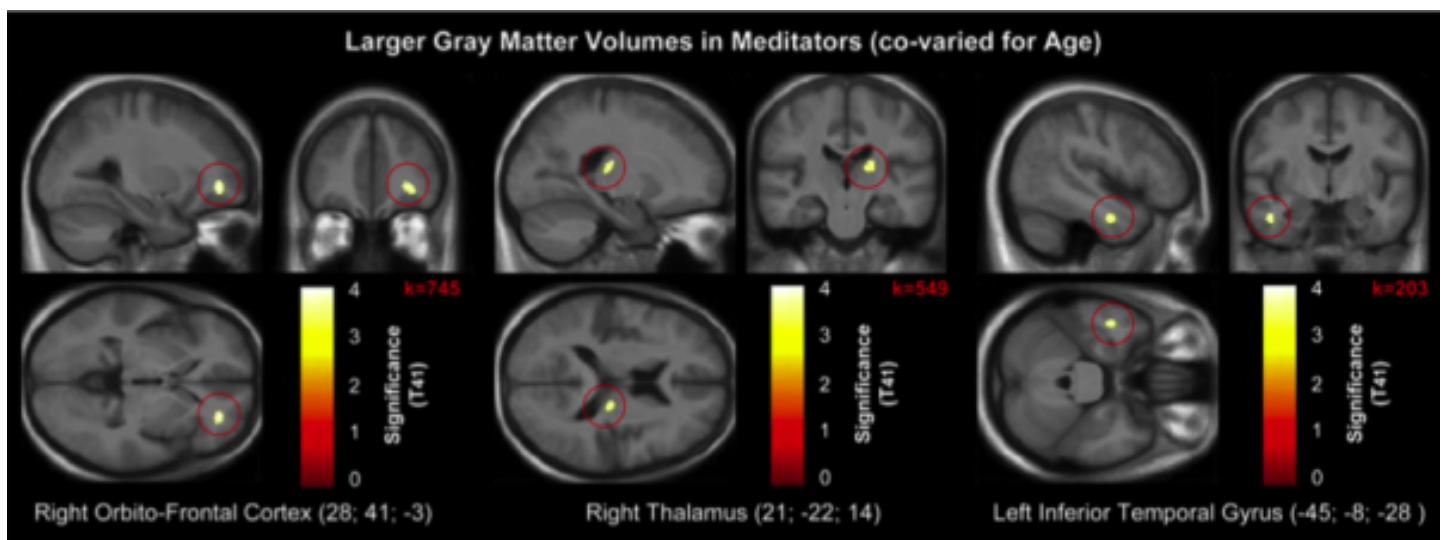 Larger Gray Matter Volumes in Meditators (co-varied for Age)
4
3
2
1
0
Significance
(T41)
k=745
Right Orbito-Frontal Cortex (28; 41; -3)
4
3
2
1
0
Significance
(T41)
k=549
Right Thalamus (21; -22; 14)
4
3
2
1
0
Significance
(T41)
k=203
Left Inferior Temporal Gyrus (-45; -8; -28 )